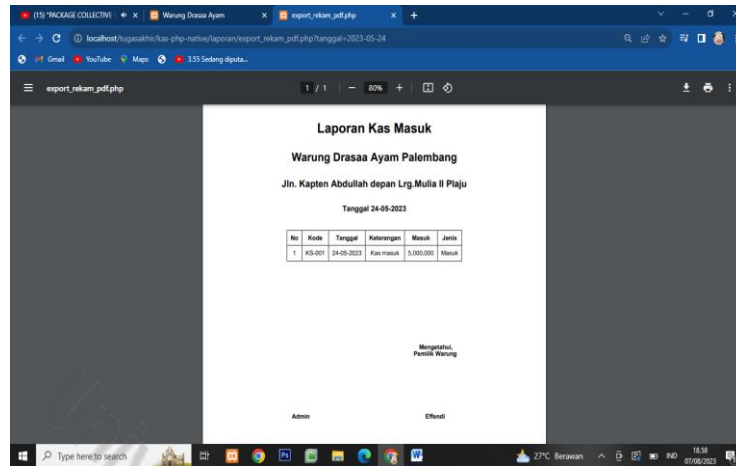 (15) "PACKAGE COLLECTIVE
Warung Drasaa Ayam
export_rekam_pdf.php
localhost/tugasakhir/kas-php-native/laporan/export_rekam_pdf.php?tanggal=2023-05-24
Gmail YouTube Maps 3.55 Sedang diputa...
export_rekam_pdf.php 1 / 1 80%
Laporan Kas Masuk
Warung Drasaa Ayam Palembang
Jln. Kapten Abdullah depan Lrg.Mulia II Plaju
Tanggal 24-05-2023
No Kode Tanggal Keterangan Masuk Jenis
1 KS-001 24-05-2023 Kas masuk 5,000,000 Masuk
Mengetahui,
Pemilik Warung
Admin Effendi
Type here to search 27°C Berawan IND 18.58
07/08/2023